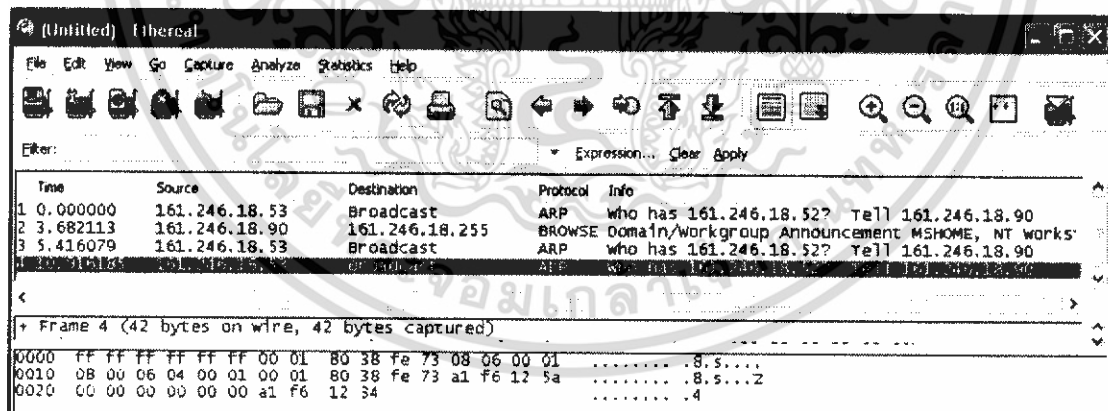 (Untitled) Ethereal
File Edit View Go Capture Analyze Statistics Help
Filter: Expression... Clear Apply
Time Source Destination Protocol Info
1 0.000000 161.246.18.53 Broadcast ARP who has 161.246.18.52? Tell 161.246.18.90
2 3.682113 161.246.18.90 161.246.18.255 BROWSE Domain/Workgroup Announcement MSHOME, NT Works
3 5.416079 161.246.18.53 Broadcast ARP who has 161.246.18.52? Tell 161.246.18.90
+ Frame 4 (42 bytes on wire, 42 bytes captured)
0000 ff ff ff ff ff ff 00 01 80 38 fe 73 08 06 00 01 ........ .8.s....
0010 08 00 06 04 00 01 00 01 80 38 fe 73 a1 f6 12 5a ........ .8.s...Z
0020 00 00 00 00 00 00 a1 f6 12 34 ........ .4